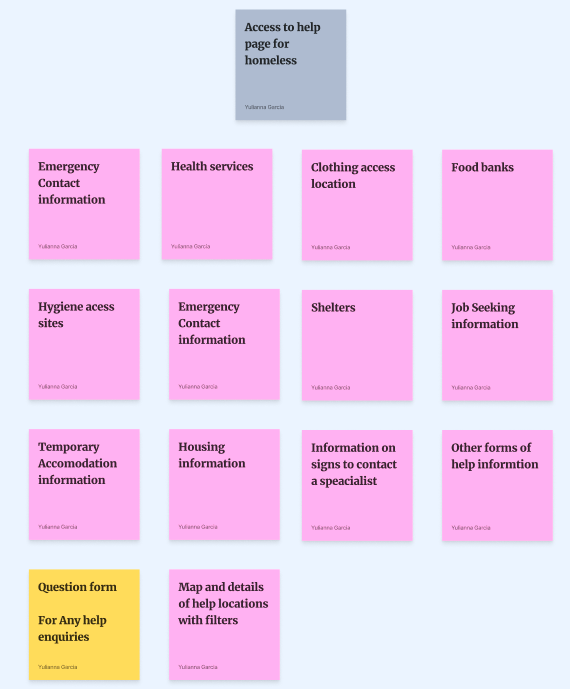 Access to help
page for
homeless
Yulianna Garcia
Emergency
Contact
information
Yulianna Garcia
Health services
Yulianna Garcia
Clothing access
location
Yulianna Garcia
Food banks
Yulianna Garcia
Hygiene acess
sites
Yulianna Garcia
Emergency
Contact
information
Yulianna Garcia
Shelters
Yulianna Garcia
Job Seeking
information
Yulianna Garcia
Temporary
Accomodation
information
Yulianna Garcia
Housing
information
Yulianna Garcia
Information on
signs to contact
a speacialist
Yulianna Garcia
Other forms of
help informtion
Yulianna Garcia
Question form
For Any help
enquiries
Yulianna Garcia
Map and details
of help locations
with filters
Yulianna Garcia